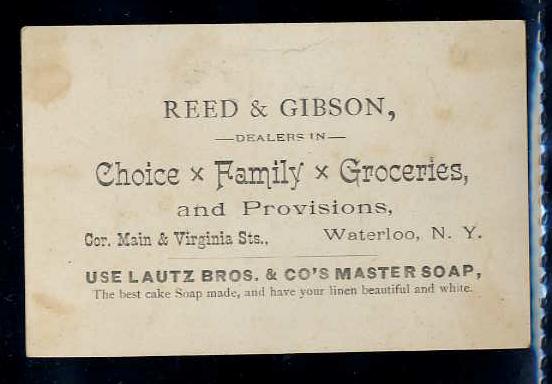 REED & GIBSON,
—DEALERS IN—
Choice × Family × Groceries,
and Provisions,
Cor. Main & Virginia Sts., Waterloo, N. Y.
USE LAUTZ BROS. & CO'S MASTER SOAP,
The best cake Soap made, and have your linen beautiful and white.